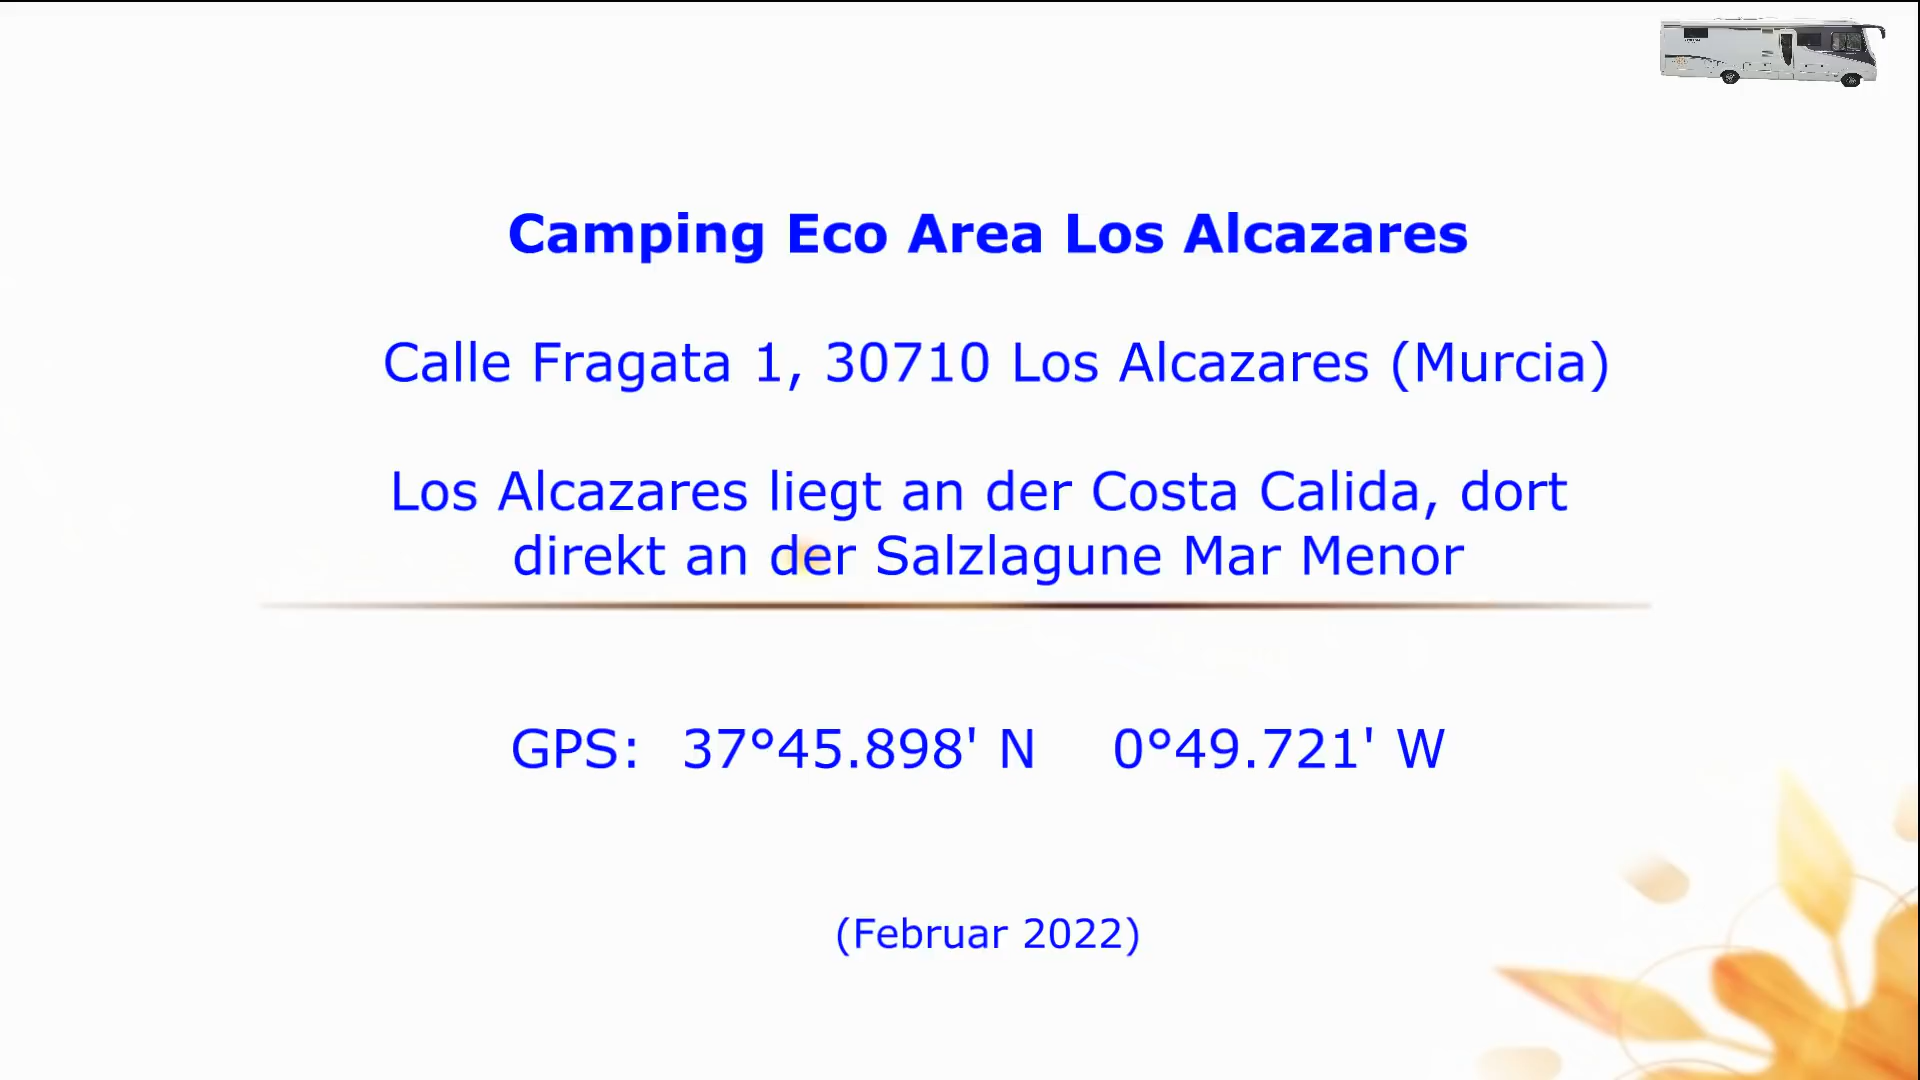 Camping Eco Area Los Alcazares
Calle Fragata 1, 30710 Los Alcazares (Murcia)
Los Alcazares liegt an der Costa Calida, dort
direkt an der Salzlagune Mar Menor
GPS: 37°45.898' N 0°49.721' W
(Februar 2022)